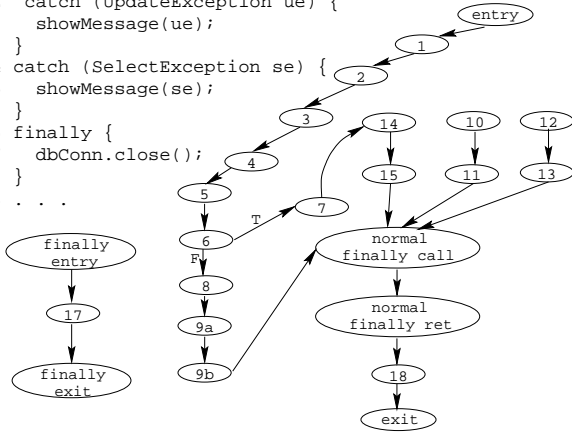 catch (UpdateException ue) {
showMessage(ue);
}
catch (SelectException se) {
showMessage(se);
}
finally {
dbConn.close();
}
. . .
entry
1
2
3
4
5
6
T
F
7
8
9a
9b
14
10
12
15
11
13
normal
finally call
normal
finally ret
18
exit
finally
entry
17
finally
exit